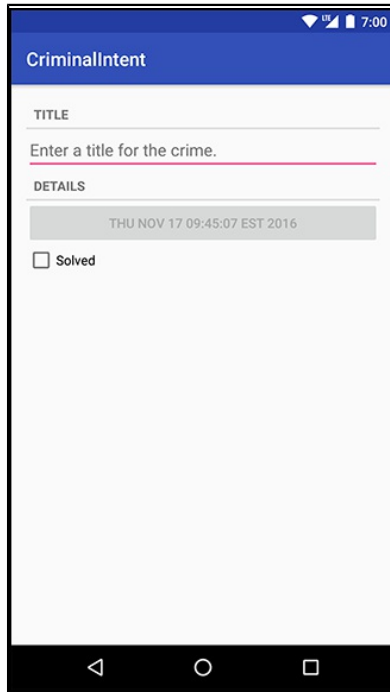 LTE 7:00
CriminalIntent
TITLE
Enter a title for the crime.
DETAILS
THU NOV 17 09:45:07 EST 2016
Solved